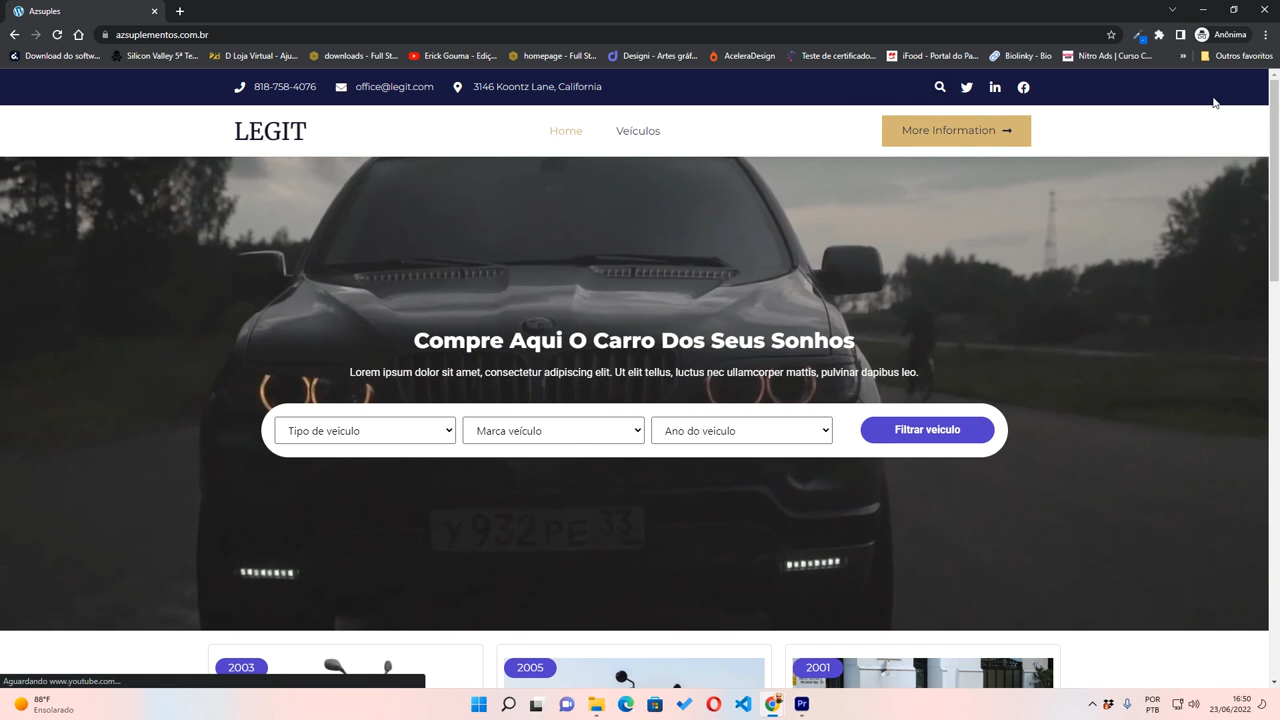 Azsuples
azsuplementos.com.br
Anônima
Download do softw...
Silicon Valley 5ª Te...
D Loja Virtual - Aju...
downloads - Full St...
Erick Gouma - Ediç...
homepage - Full St...
Designi - Artes gráf...
AceleraDesign
Teste de certificado...
iFood - Portal do Pa...
Biolinky - Bio
Nitro Ads | Curso C...
»
Outros favoritos
818-758-4076
office@legit.com
3146 Koontz Lane, California
LEGIT
Home
Veículos
More Information
Compre Aqui O Carro Dos Seus Sonhos
Lorem ipsum dolor sit amet, consectetur adipiscing elit. Ut elit tellus, luctus nec ullamcorper mattis, pulvinar dapibus leo.
Tipo de veiculo
Marca veículo
Ano do veiculo
Filtrar veiculo
У 932 РЕ 33
2003
2005
2001
Aguardando www.youtube.com...
88°F
Ensolarado
POR
PTB
16:50
23/06/2022